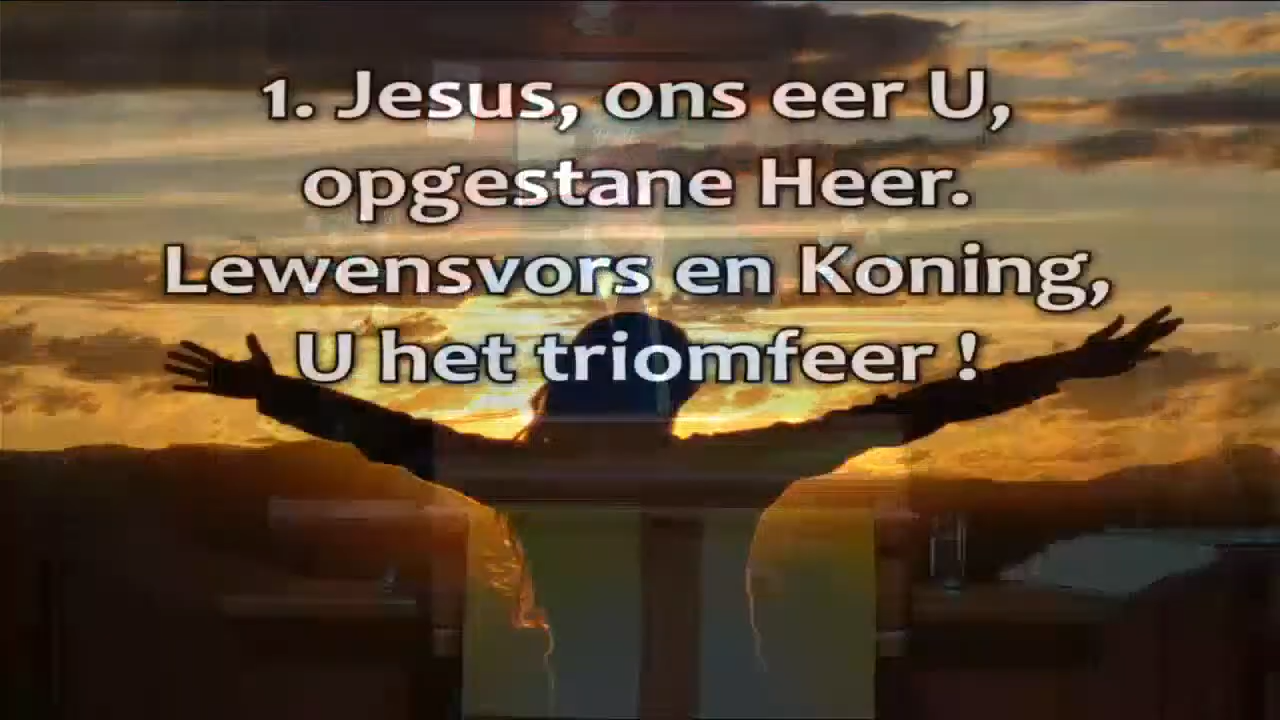 1. Jesus, ons eer U,
opgestane Heer.
Lewensvors en Koning,
U het triomfeer !